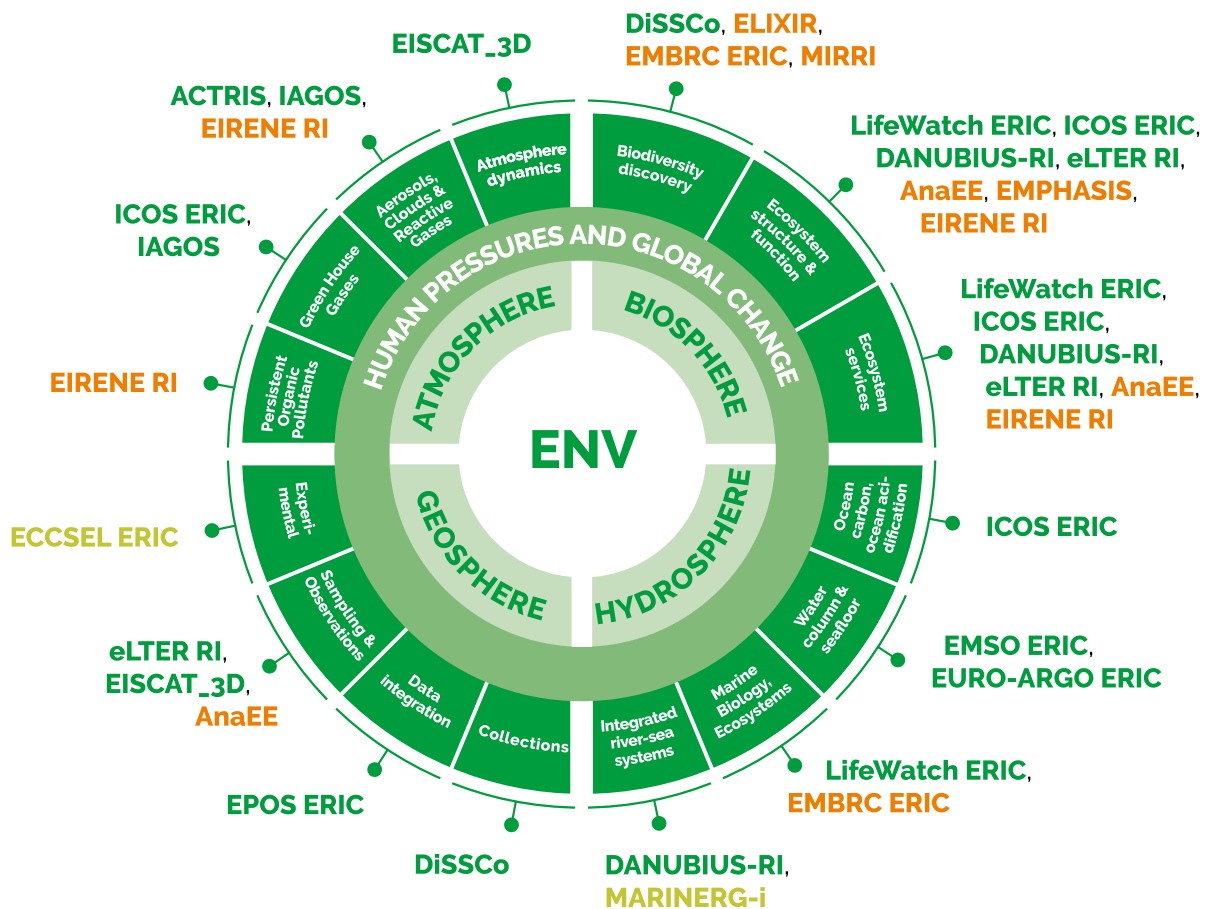 DiSSCo, ELIXIR,
EMBRC ERIC, MIRRI
EISCAT_3D
ACTRIS, IAGOS,
EIRENE RI
LifeWatch ERIC, ICOS ERIC,
DANUBIUS-RI, eLTER RI,
AnaEE, EMPHASIS,
EIRENE RI
ICOS ERIC,
IAGOS
LifeWatch ERIC,
ICOS ERIC,
DANUBIUS-RI,
eLTER RI, AnaEE,
EIRENE RI
EIRENE RI
ECCSEL ERIC
ICOS ERIC
eLTER RI,
EISCAT_3D,
AnaEE
EMSO ERIC,
EURO-ARGO ERIC
EPOS ERIC
LifeWatch ERIC,
EMBRC ERIC
DiSSCo
DANUBIUS-RI,
MARINERG-i
Atmosphere
dynamics
Biodiversity
discovery
Aerosols,
Clouds &
Reactive
Gases
Ecosystem
structure &
function
Green House
Gases
Ecosystem
services
Persistent
Organic
Pollutants
Experi-
mental
Ocean
carbon,
ocean aci-
dification
Sampling &
Observations
Water
column &
seafloor
Data
integration
Marine
Biology,
Ecosystems
Collections
Integrated
river-sea
systems
HUMAN PRESSURES AND GLOBAL CHANGE
ATMOSPHERE
BIOSPHERE
ENV
GEOSPHERE
HYDROSPHERE